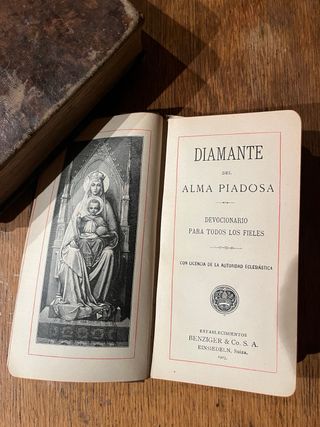 DIAMANTE
DEL
ALMA PIADOSA
DEVOCIONARIO
PARA TODOS LOS FIELES
CON LICENCIA DE LA AUTORIDAD ECLESIÁSTICA
ESTABLECIMIENTOS
BENZIGER & Co. S. A.
EINSIEDELN, Suiza.